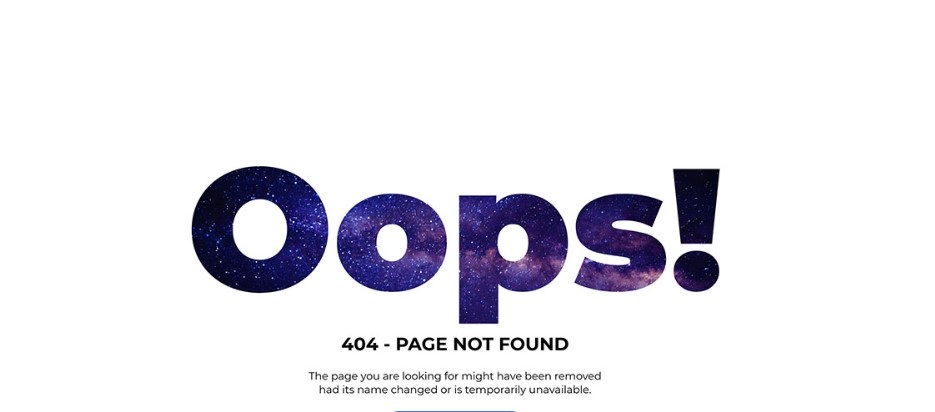 Oops!
404 - PAGE NOT FOUND
The page you are looking for might have been removed
had its name changed or is temporarily unavailable.